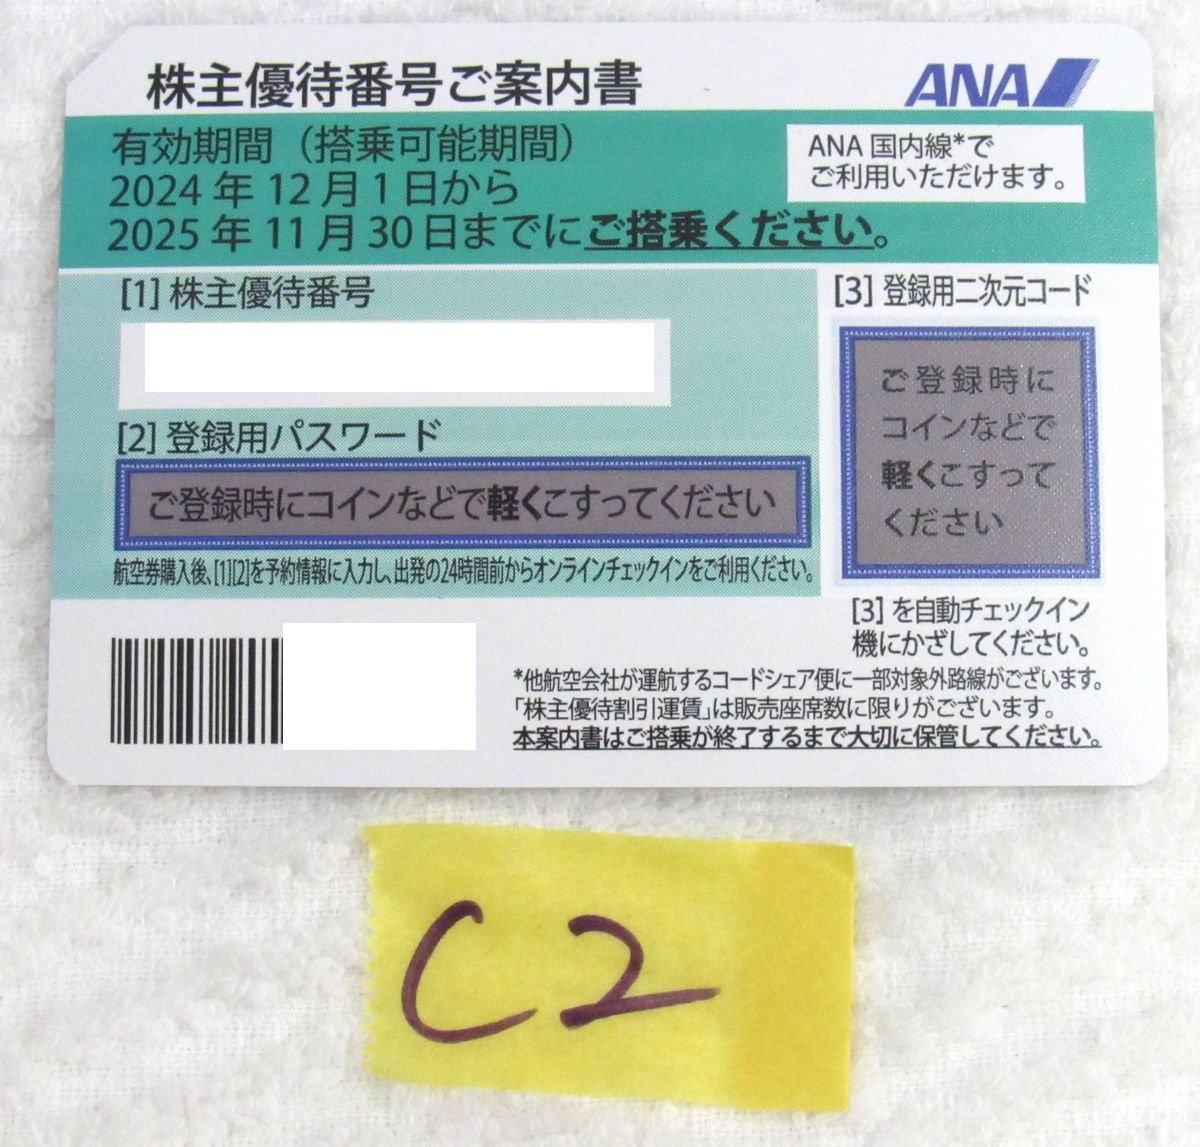 株主優待番号ご案内書
ANA
有効期間（搭乗可能期間）
2024年12月1日から
2025年11月30日までにご搭乗ください。
ANA 国内線*で
ご利用いただけます。
[1] 株主優待番号
[2] 登録用パスワード
ご登録時にコインなどで軽くこすってください
航空券購入後、[1][2]を予約情報に入力し、出発の24時間前からオンラインチェックインをご利用ください。
[3] 登録用二次元コード
ご登録時に
コインなどで
軽くこすって
ください
[3] を自動チェックイン
機にかざしてください。
*他航空会社が運航するコードシェア便に一部対象外路線がございます。
「株主優待割引運賃」は販売座席数に限りがございます。
本案内書はご搭乗が終了するまで大切に保管してください。
C2